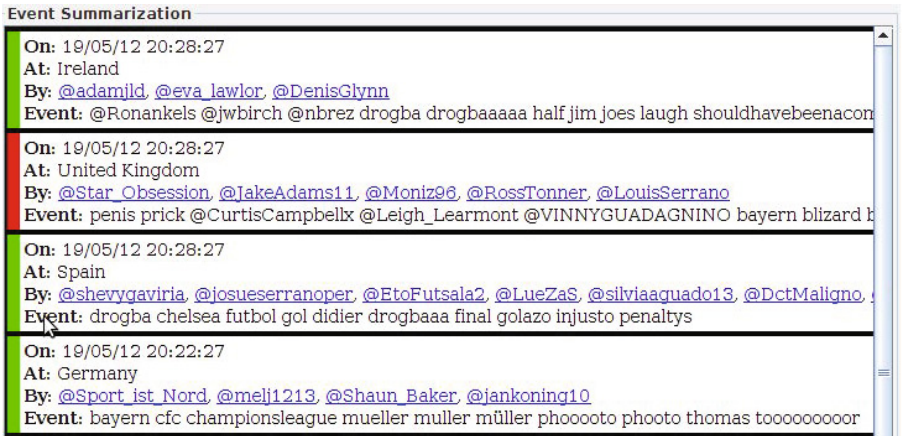 Event Summarization
On: 19/05/12 20:28:27
At: Ireland
By: @adamjld, @eva_lawlor, @DenisGlynn
Event: @Ronankels @jwbirch @nbrez drogba drogbaaaaa half jim joes laugh shouldhavebeenacom
On: 19/05/12 20:28:27
At: United Kingdom
By: @Star_Obsession, @JakeAdams11, @Moniz96, @RossTonner, @LouisSerrano
Event: penis prick @CurtisCampbellx @Leigh_Learmont @VINNYGUADAGNINO bayern blizard b
On: 19/05/12 20:28:27
At: Spain
By: @shevygaviria, @josueserranoper, @EtoFutsala2, @LueZaS, @silviaaguado13, @DctMaligno,
Event: drogba chelsea futbol gol didier drogbaaa final golazo injusto penaltys
On: 19/05/12 20:22:27
At: Germany
By: @Sport_ist_Nord, @melj1213, @Shaun_Baker, @jankoning10
Event: bayern cfc championsleague mueller muller müller phooooto phooto thomas tooooooooor